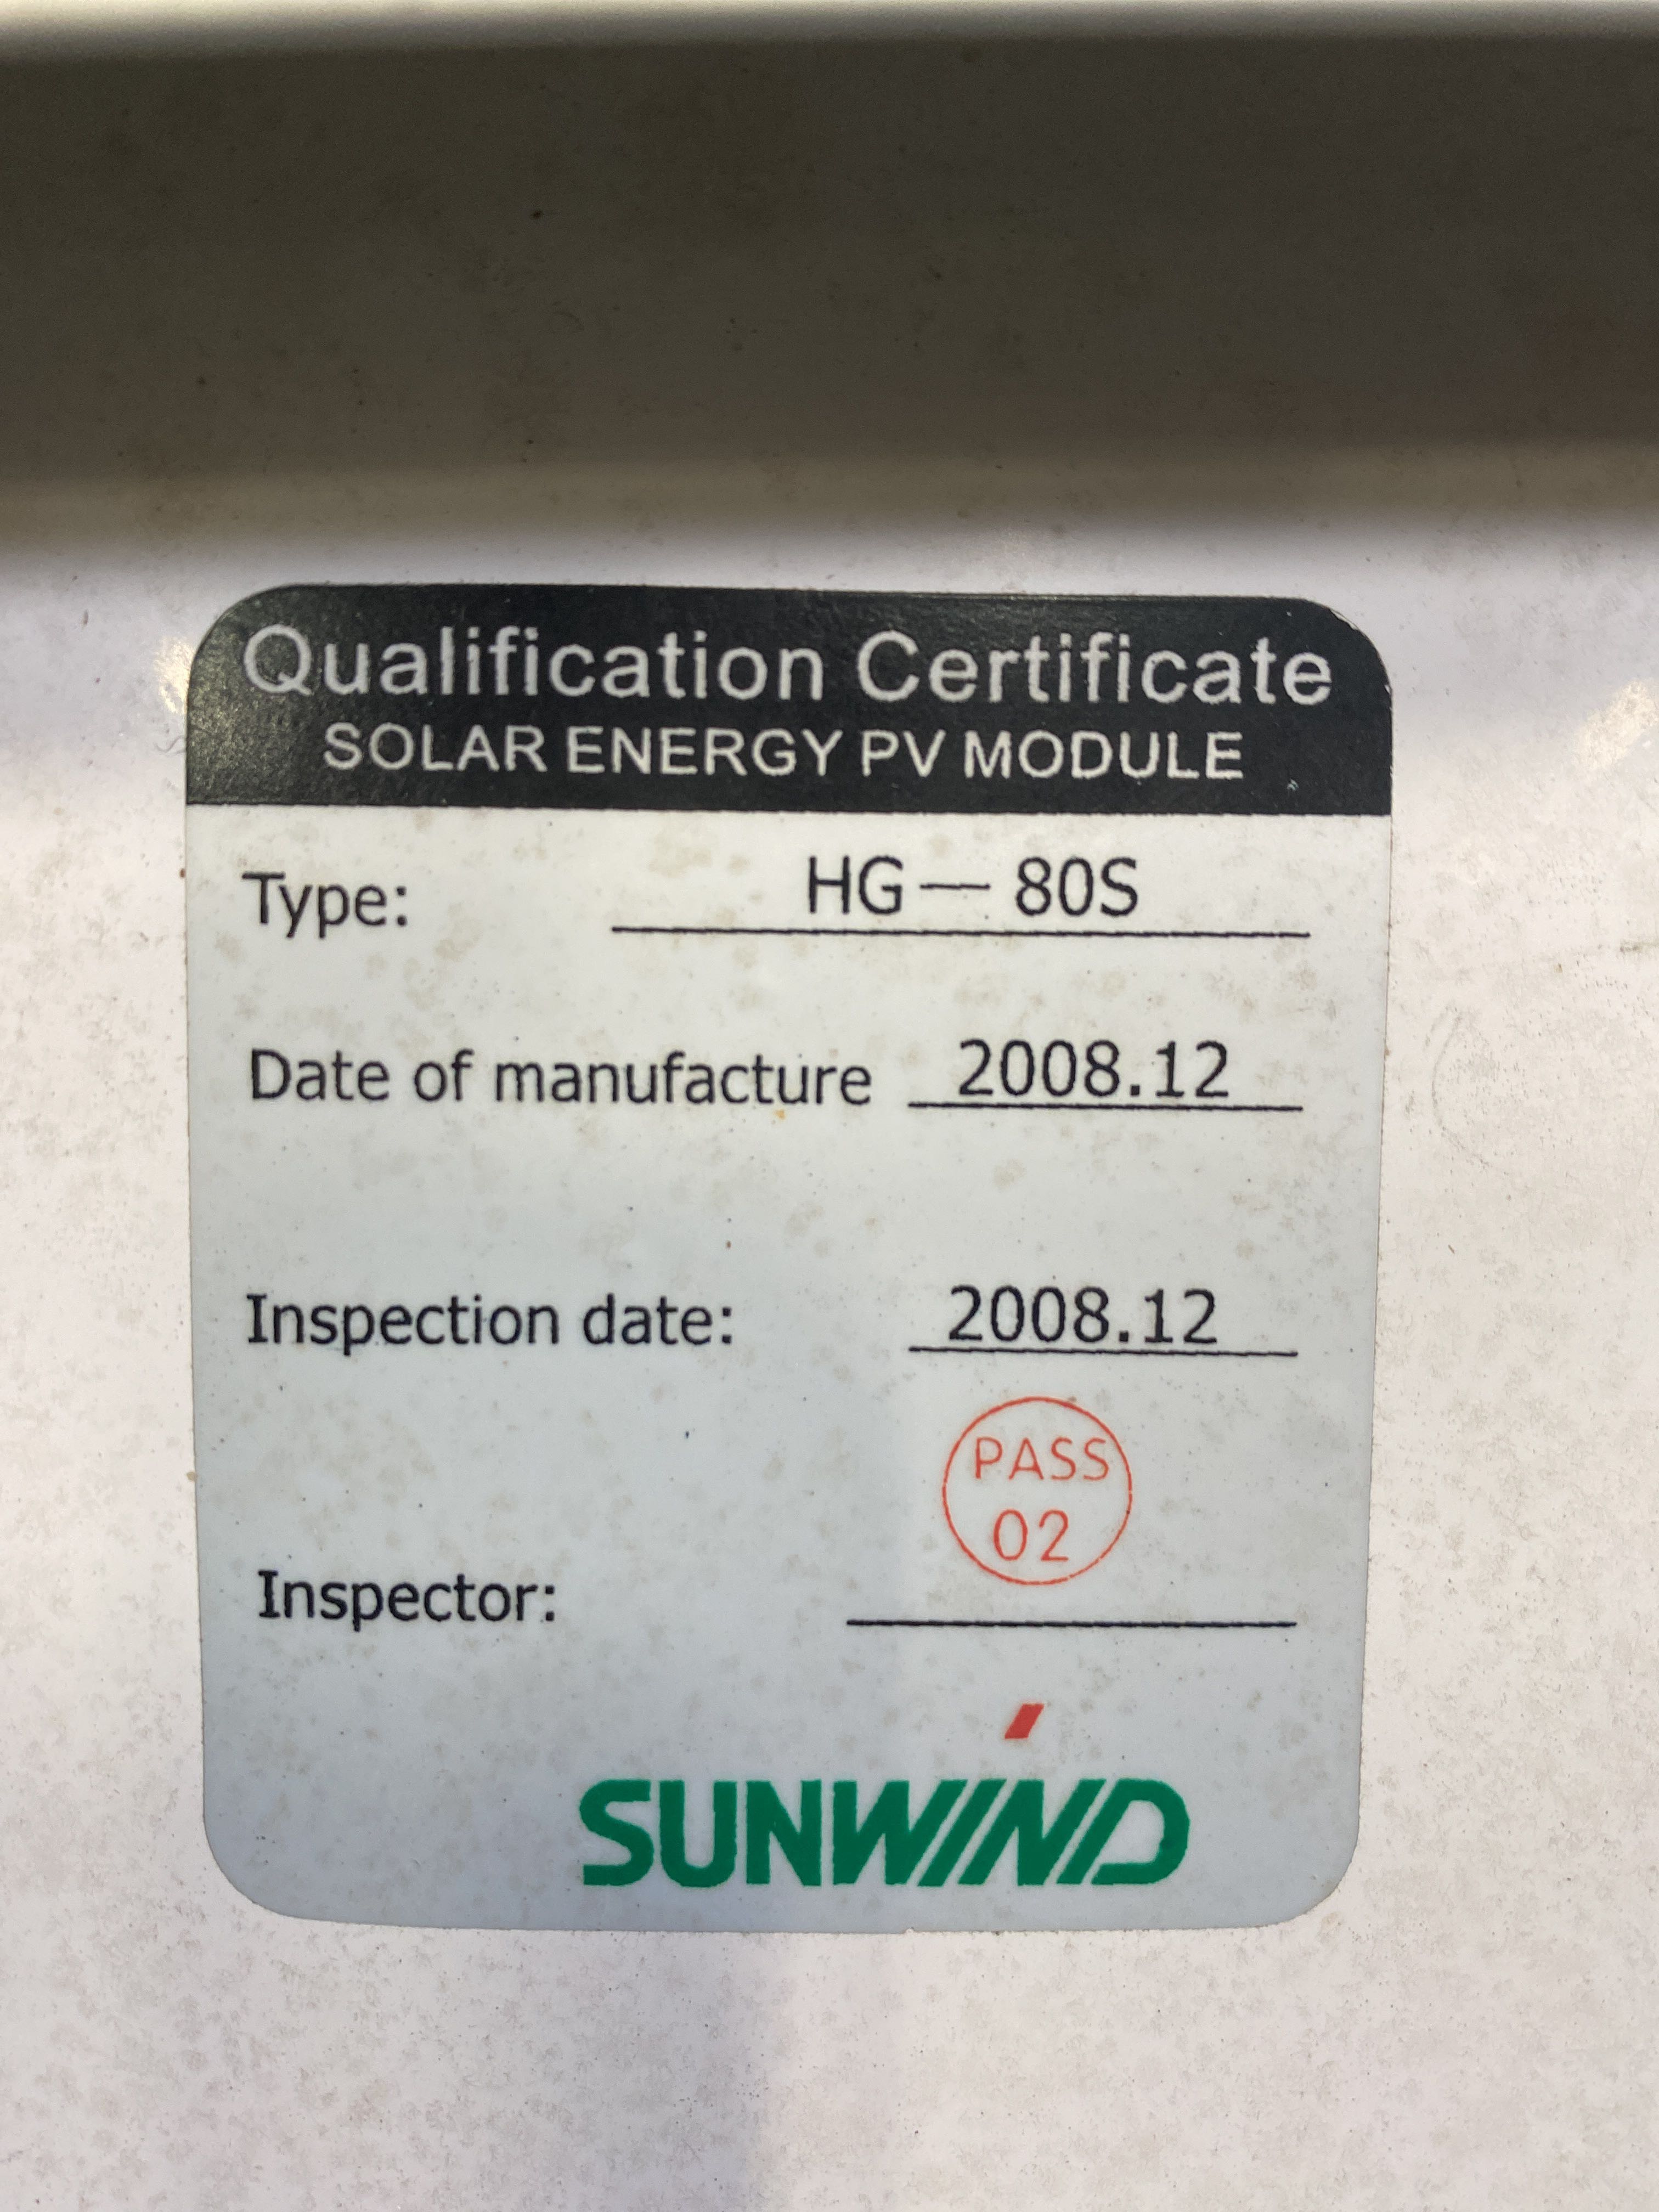 Qualification Certificate
SOLAR ENERGY PV MODULE
Type: HG — 80S
Date of manufacture 2008.12
Inspection date: 2008.12
PASS
02
Inspector:
SUNWIND